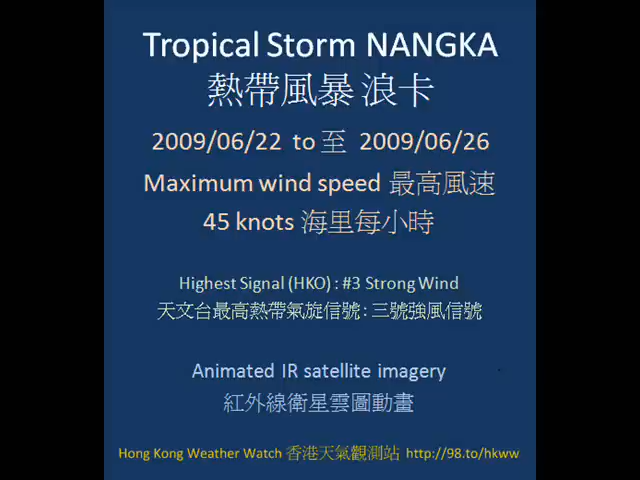 Tropical Storm NANGKA
熱帶風暴 浪卡
2009/06/22 to 至 2009/06/26
Maximum wind speed 最高風速
45 knots 海里每小時
Highest Signal (HKO) : #3 Strong Wind
天文台最高熱帶氣旋信號 : 三號強風信號
Animated IR satellite imagery
紅外線衛星雲圖動畫
Hong Kong Weather Watch 香港天氣觀測站 http://98.to/hkww